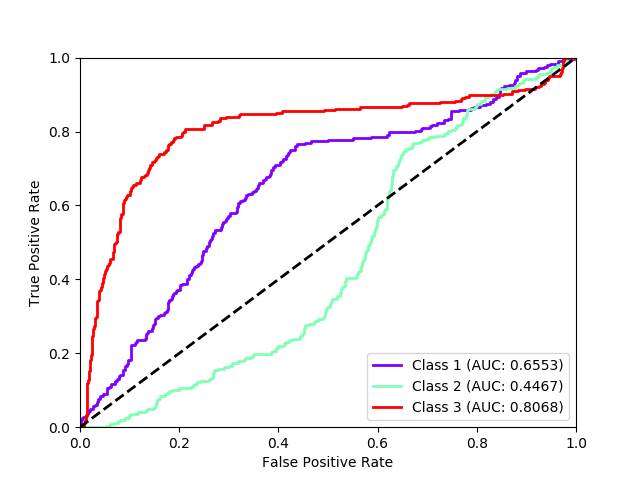 1.0
0.8
0.6
0.4
0.2
0.0
True Positive Rate
0.0 0.2 0.4 0.6 0.8 1.0
False Positive Rate
Class 1 (AUC: 0.6553)
Class 2 (AUC: 0.4467)
Class 3 (AUC: 0.8068)